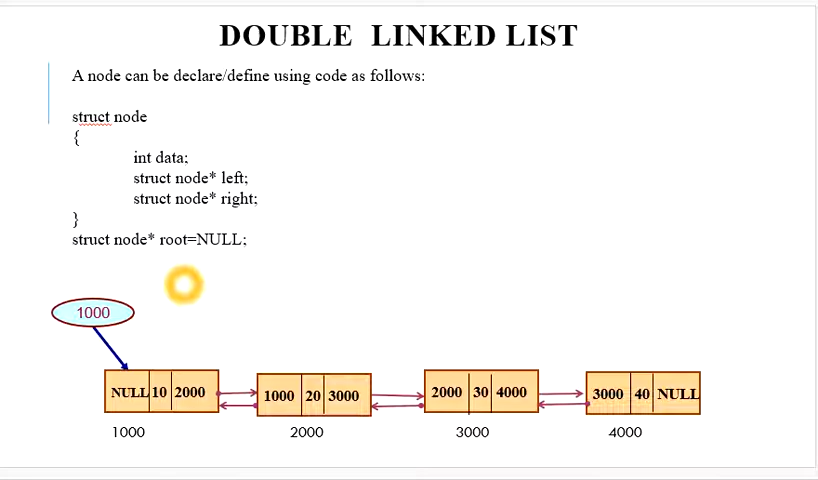 DOUBLE LINKED LIST
A node can be declare/define using code as follows:
struct node
{
int data;
struct node* left;
struct node* right;
}
struct node* root=NULL;
1000
NULL 10 2000
1000 20 3000
2000 30 4000
3000 40 NULL
1000
2000
3000
4000